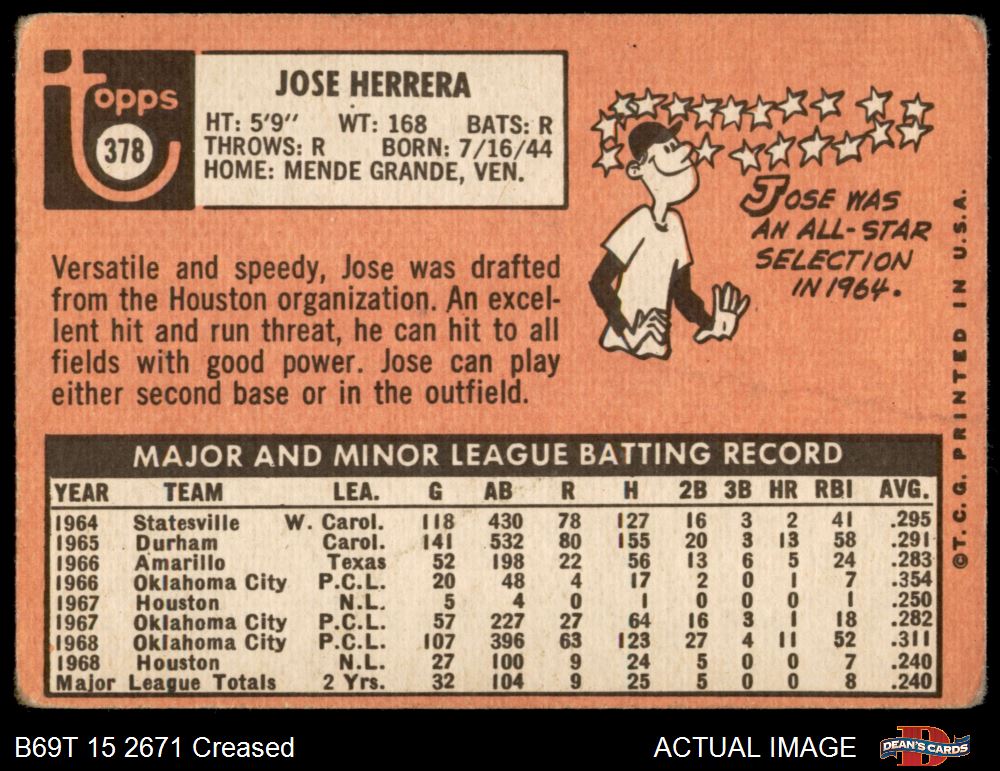 topps
378
JOSE HERRERA
HT: 5'9" WT: 168 BATS: R
THROWS: R BORN: 7/16/44
HOME: MENDE GRANDE, VEN.
JOSE WAS
AN ALL-STAR
SELECTION
IN 1964.
Versatile and speedy, Jose was drafted
from the Houston organization. An excel-
lent hit and run threat, he can hit to all
fields with good power. Jose can play
either second base or in the outfield.
©T. C. G. PRINTED IN U.S.A.
MAJOR AND MINOR LEAGUE BATTING RECORD
YEAR TEAM LEA. G AB R H 2B 3B HR RBI AVG.
1964 Statesville W. Carol. 118 430 78 127 16 3 2 41 .295
1965 Durham Carol. 141 532 80 155 20 3 13 58 .291
1966 Amarillo Texas 52 198 22 56 13 6 5 24 .283
1966 Oklahoma City P.C.L. 20 48 4 17 2 0 1 7 .354
1967 Houston N.L. 5 4 0 1 0 0 0 1 .250
1967 Oklahoma City P.C.L. 57 227 27 64 16 3 1 18 .282
1968 Oklahoma City P.C.L. 107 396 63 123 27 4 11 52 .311
1968 Houston N.L. 27 100 9 24 5 0 0 7 .240
Major League Totals 2 Yrs. 32 104 9 25 5 0 0 8 .240
B69T 15 2671 Creased
ACTUAL IMAGE
DEAN'S CARDS